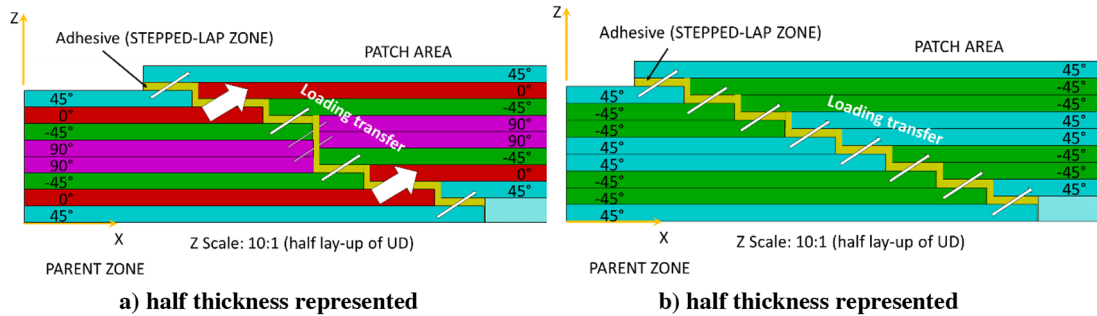 Z
Adhesive (STEPPED-LAP ZONE)
PATCH AREA
45°
0°
-45°
90°
90°
-45°
0°
45°
Loading transfer
45°
0°
-45°
90°
90°
-45°
0°
45°
X
Z Scale: 10:1 (half lay-up of UD)
PARENT ZONE
a) half thickness represented
Z
Adhesive (STEPPED-LAP ZONE)
PATCH AREA
45°
-45°
-45°
45°
45°
-45°
-45°
45°
Loading transfer
45°
-45°
-45°
45°
45°
-45°
-45°
45°
X
Z Scale: 10:1 (half lay-up of UD)
PARENT ZONE
b) half thickness represented